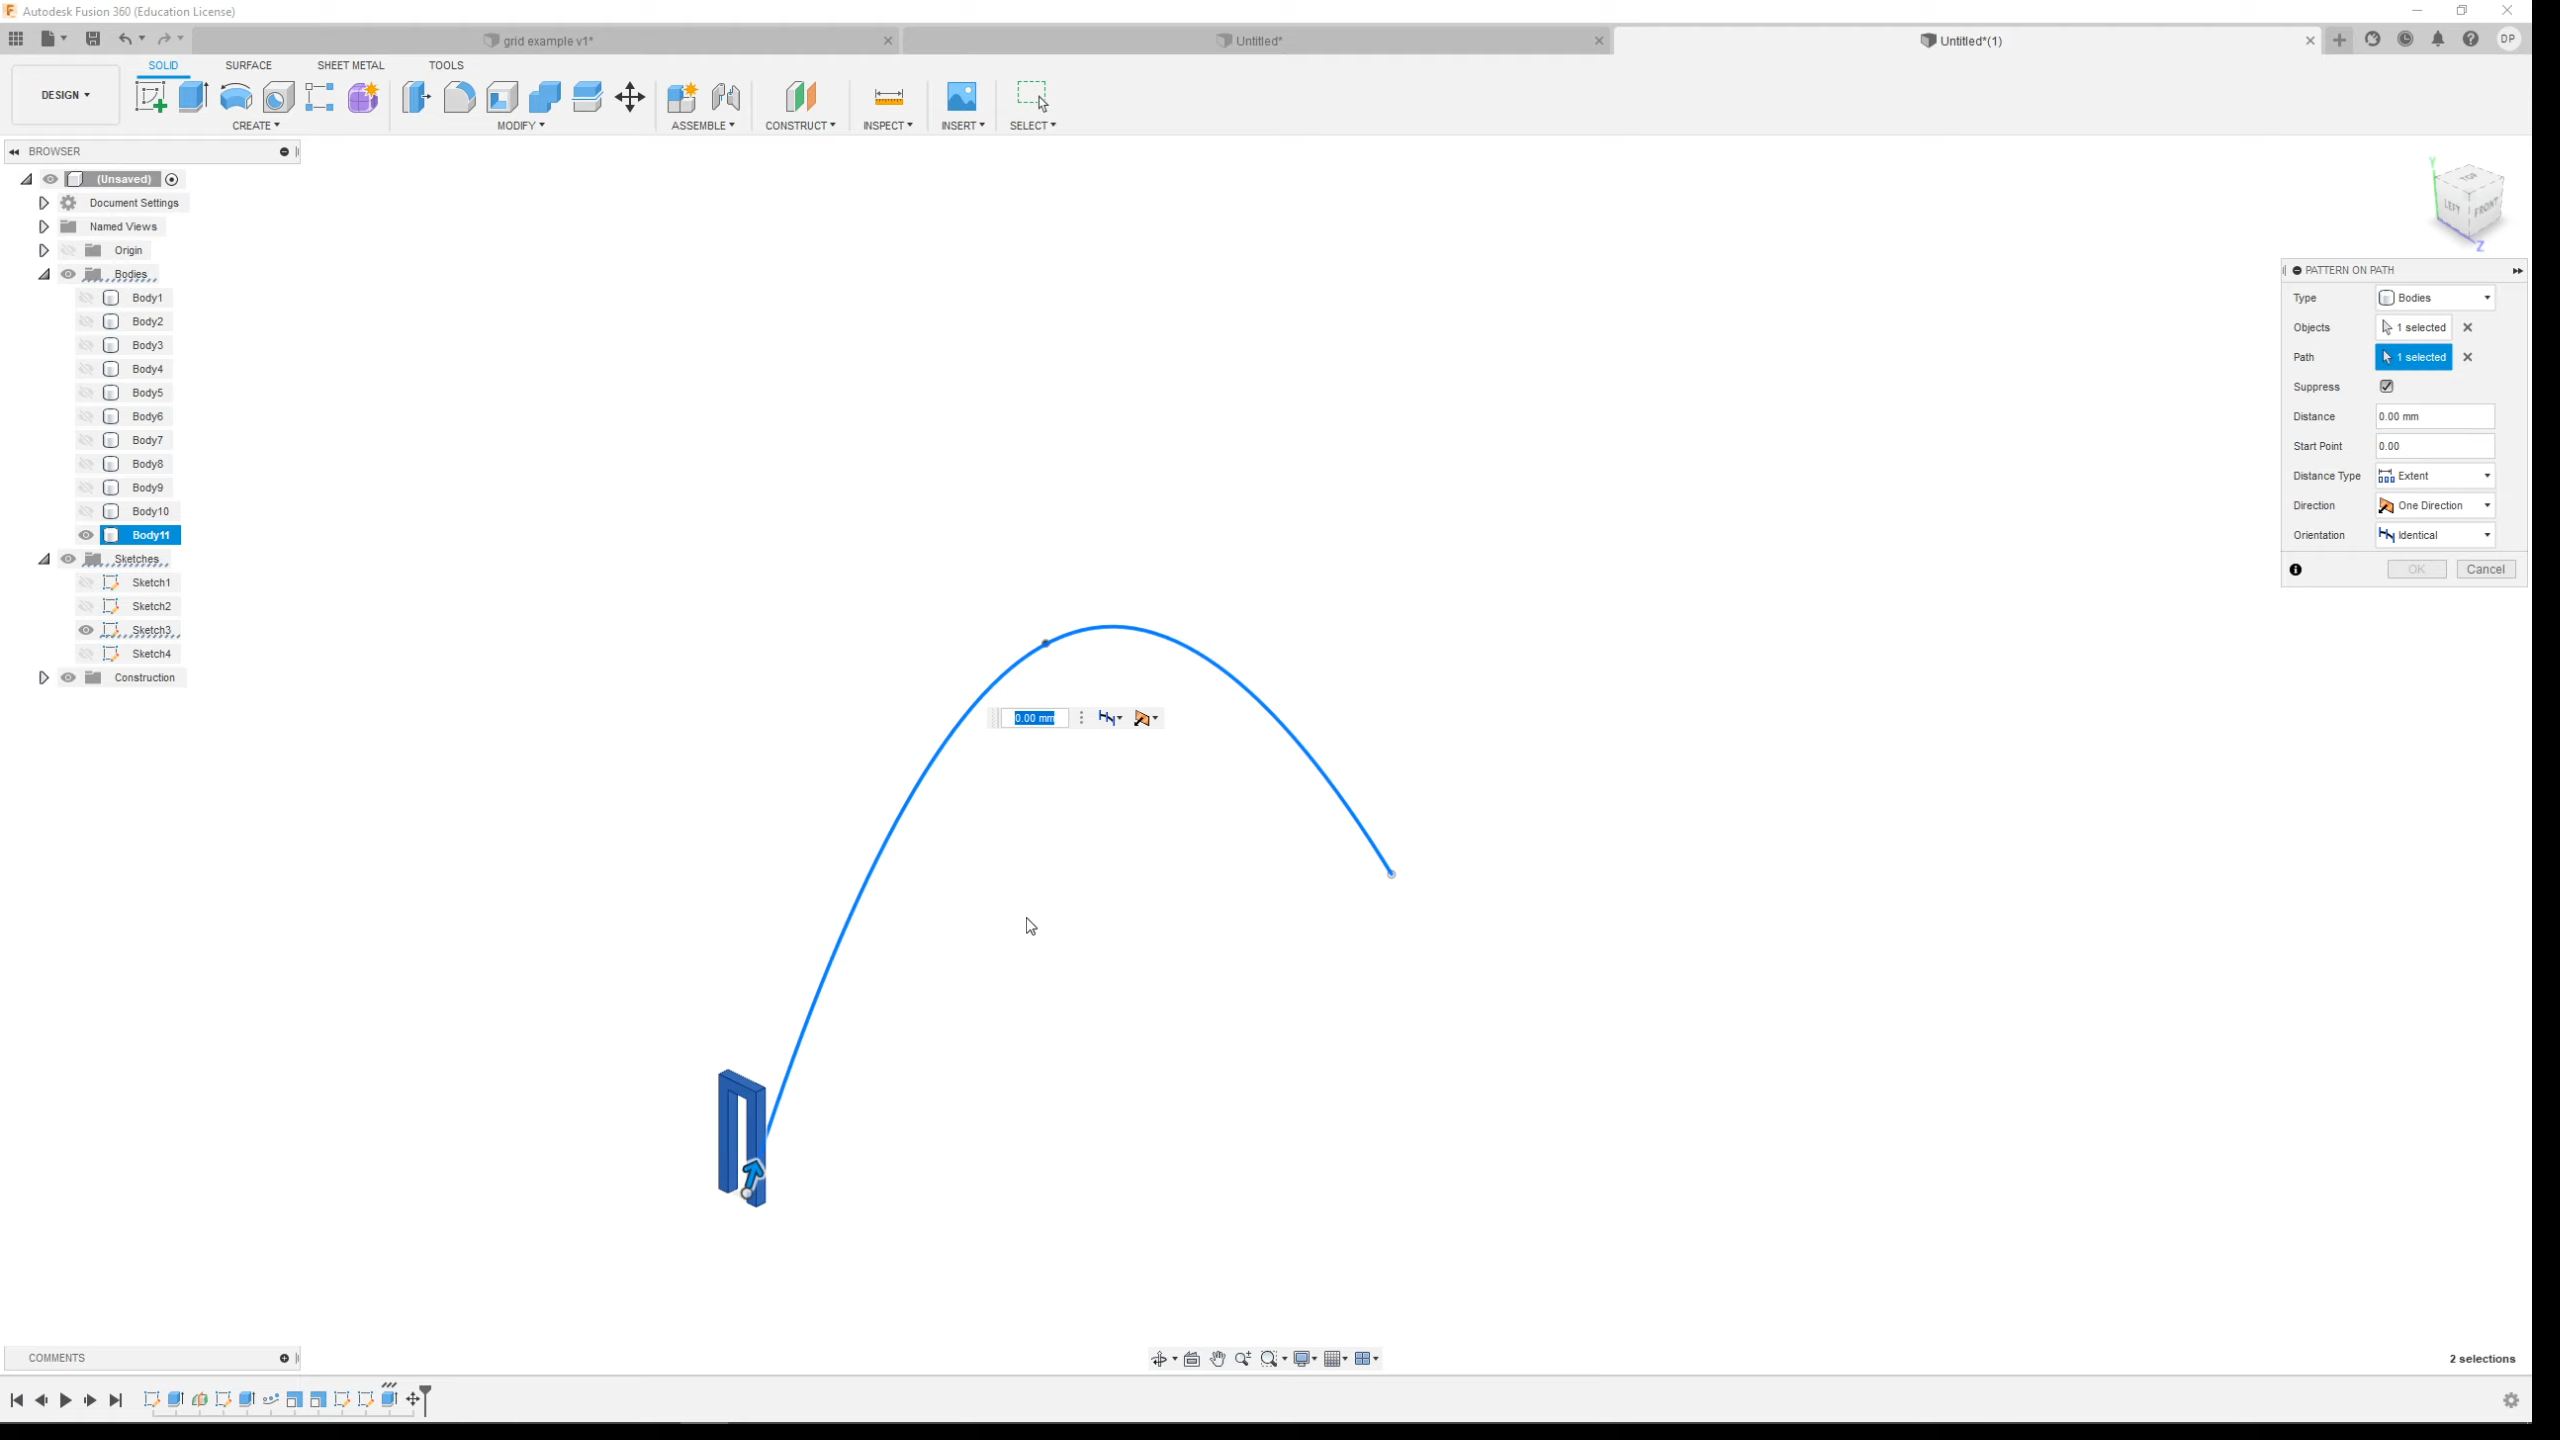 Autodesk Fusion 360 (Education License)
grid example v1*
Untitled*
Untitled*(1)
DP
DESIGN
SOLID
SURFACE
SHEET METAL
TOOLS
CREATE
MODIFY
ASSEMBLE
CONSTRUCT
INSPECT
INSERT
SELECT
BROWSER
(Unsaved)
Document Settings
Named Views
Origin
Bodies
Body1
Body2
Body3
Body4
Body5
Body6
Body7
Body8
Body9
Body10
Body11
Sketches
Sketch1
Sketch2
Sketch3
Sketch4
Construction
Y
TOP
LEFT
FRONT
Z
PATTERN ON PATH
Type Bodies
Objects 1 selected
Path 1 selected
Suppress
Distance 0.00 mm
Start Point 0.00
Distance Type Extent
Direction One Direction
Orientation Identical
OK Cancel
0.00 mm
COMMENTS
2 selections